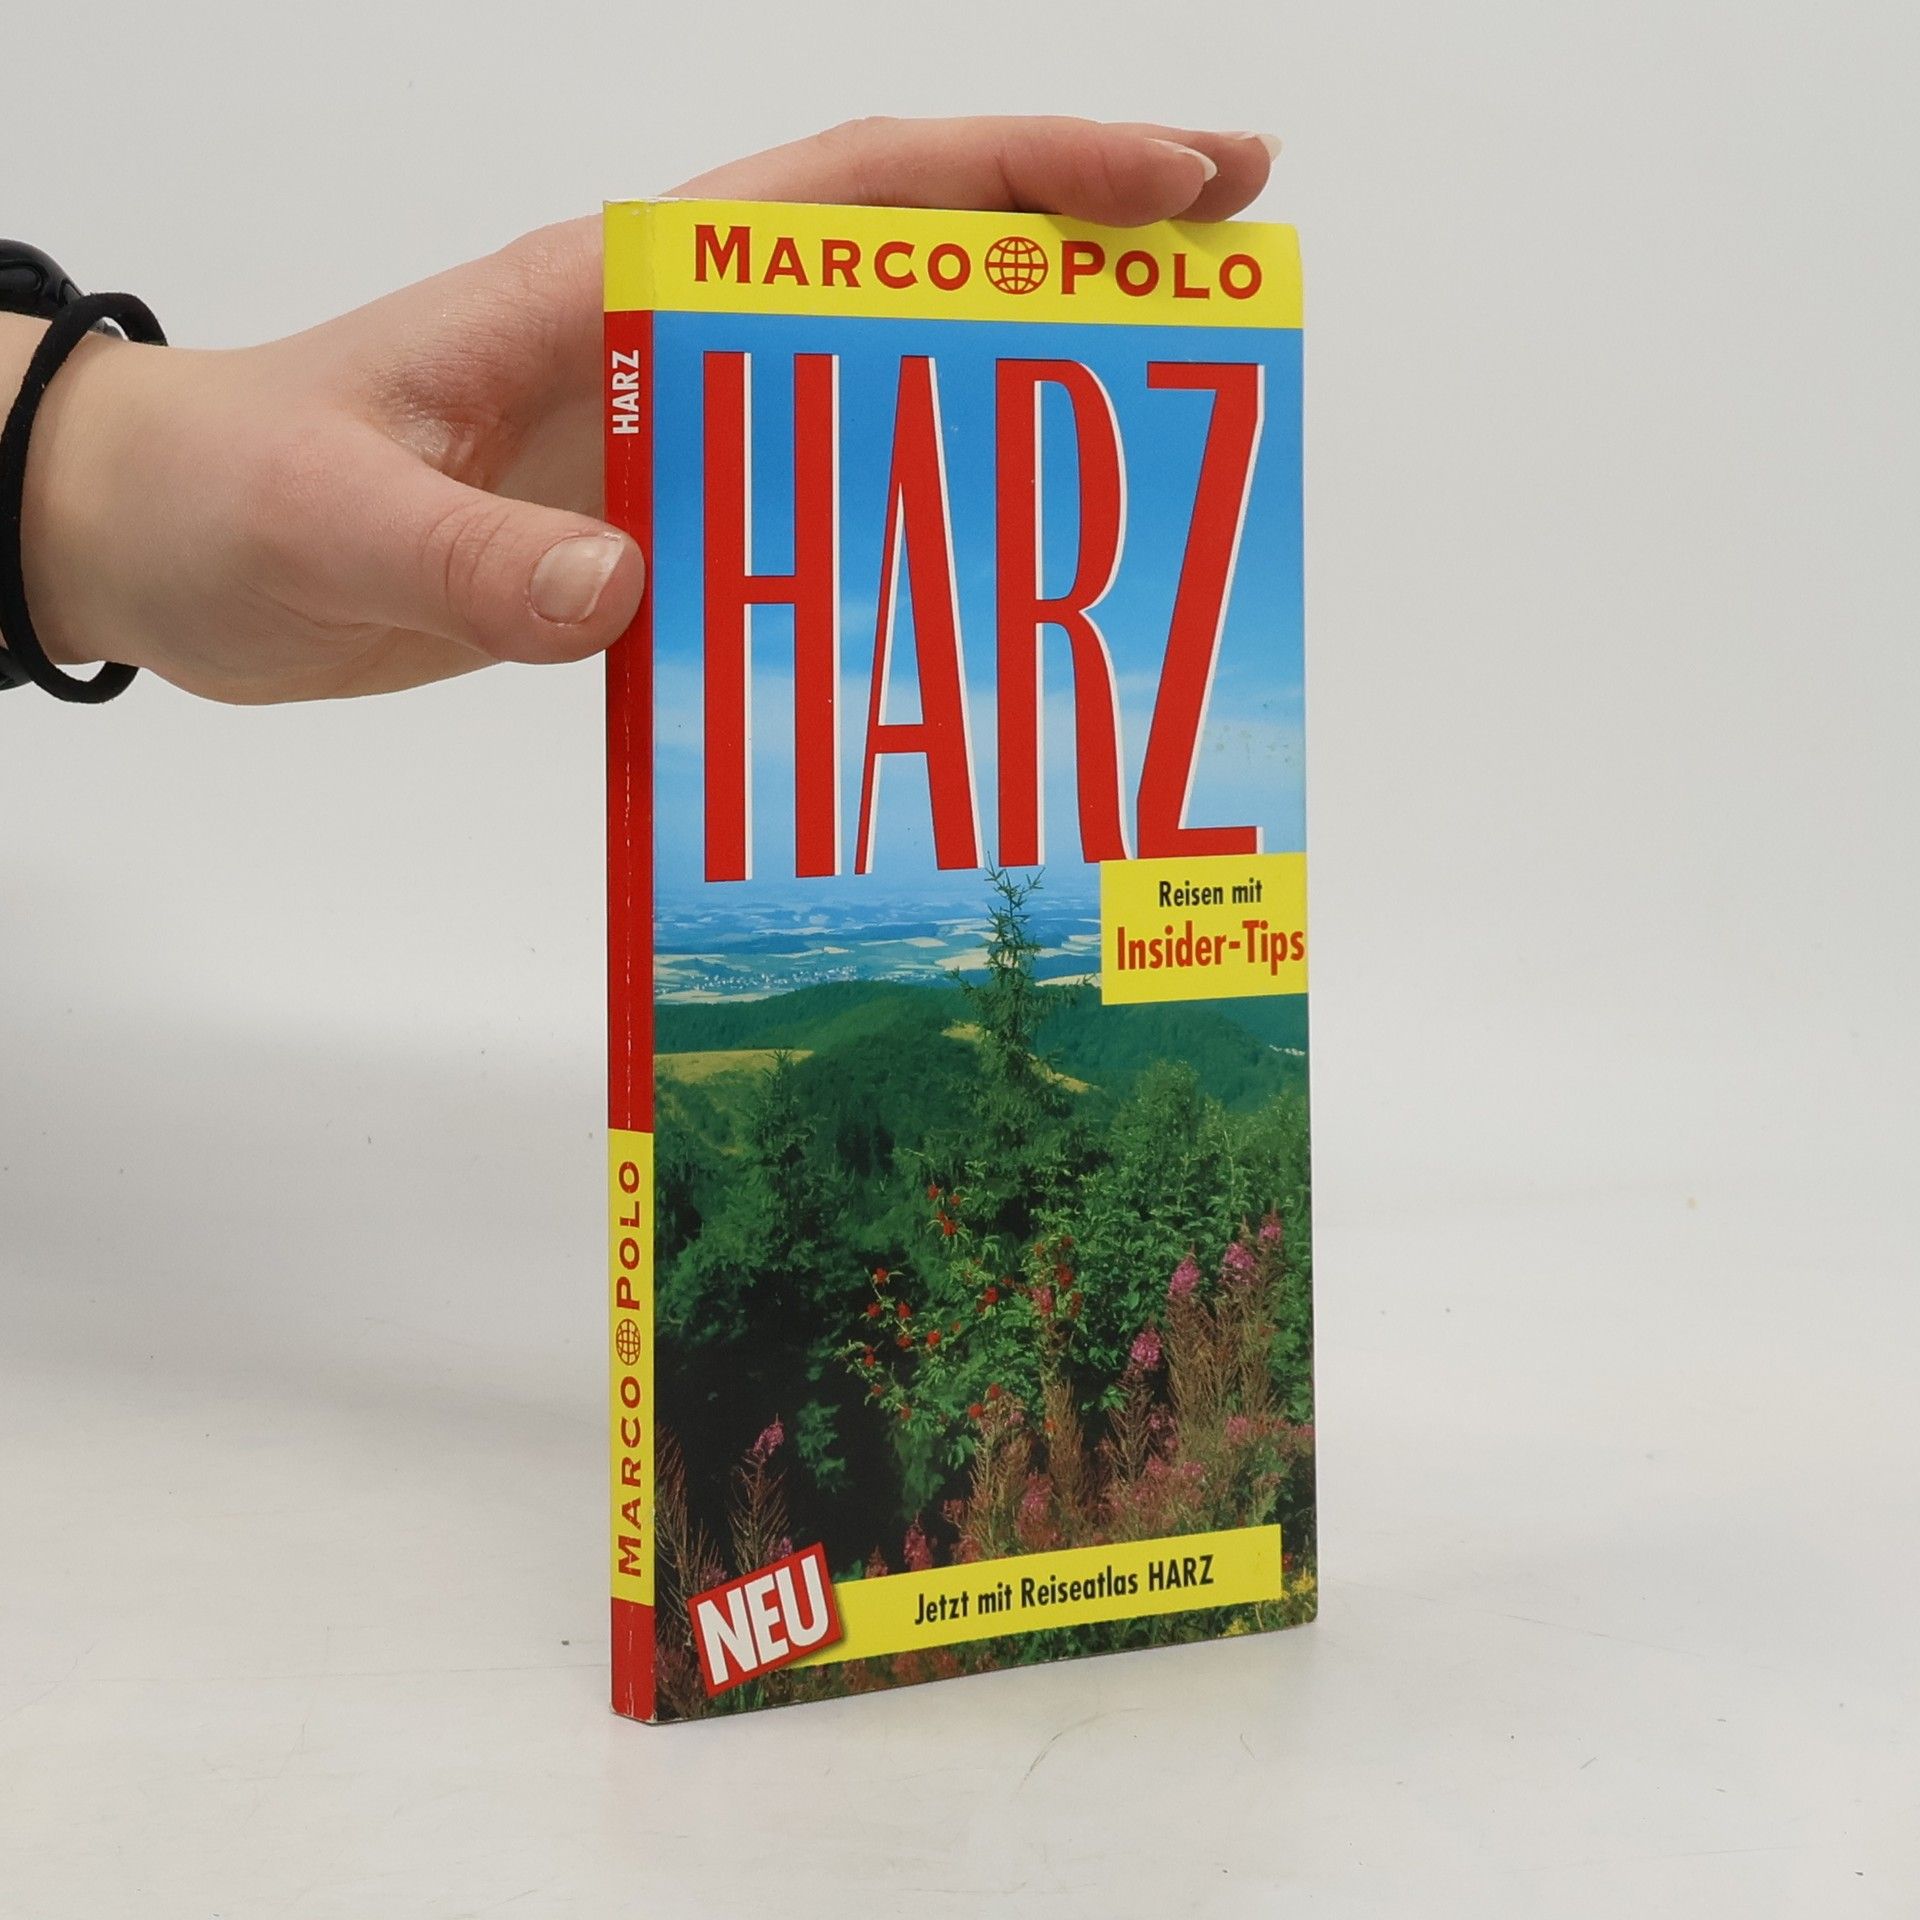 MARCO POLO
HARZ
Reisen mit
Insider-Tips
NEU
Jetzt mit Reiseatlas HARZ
HARZ
MARCO POLO